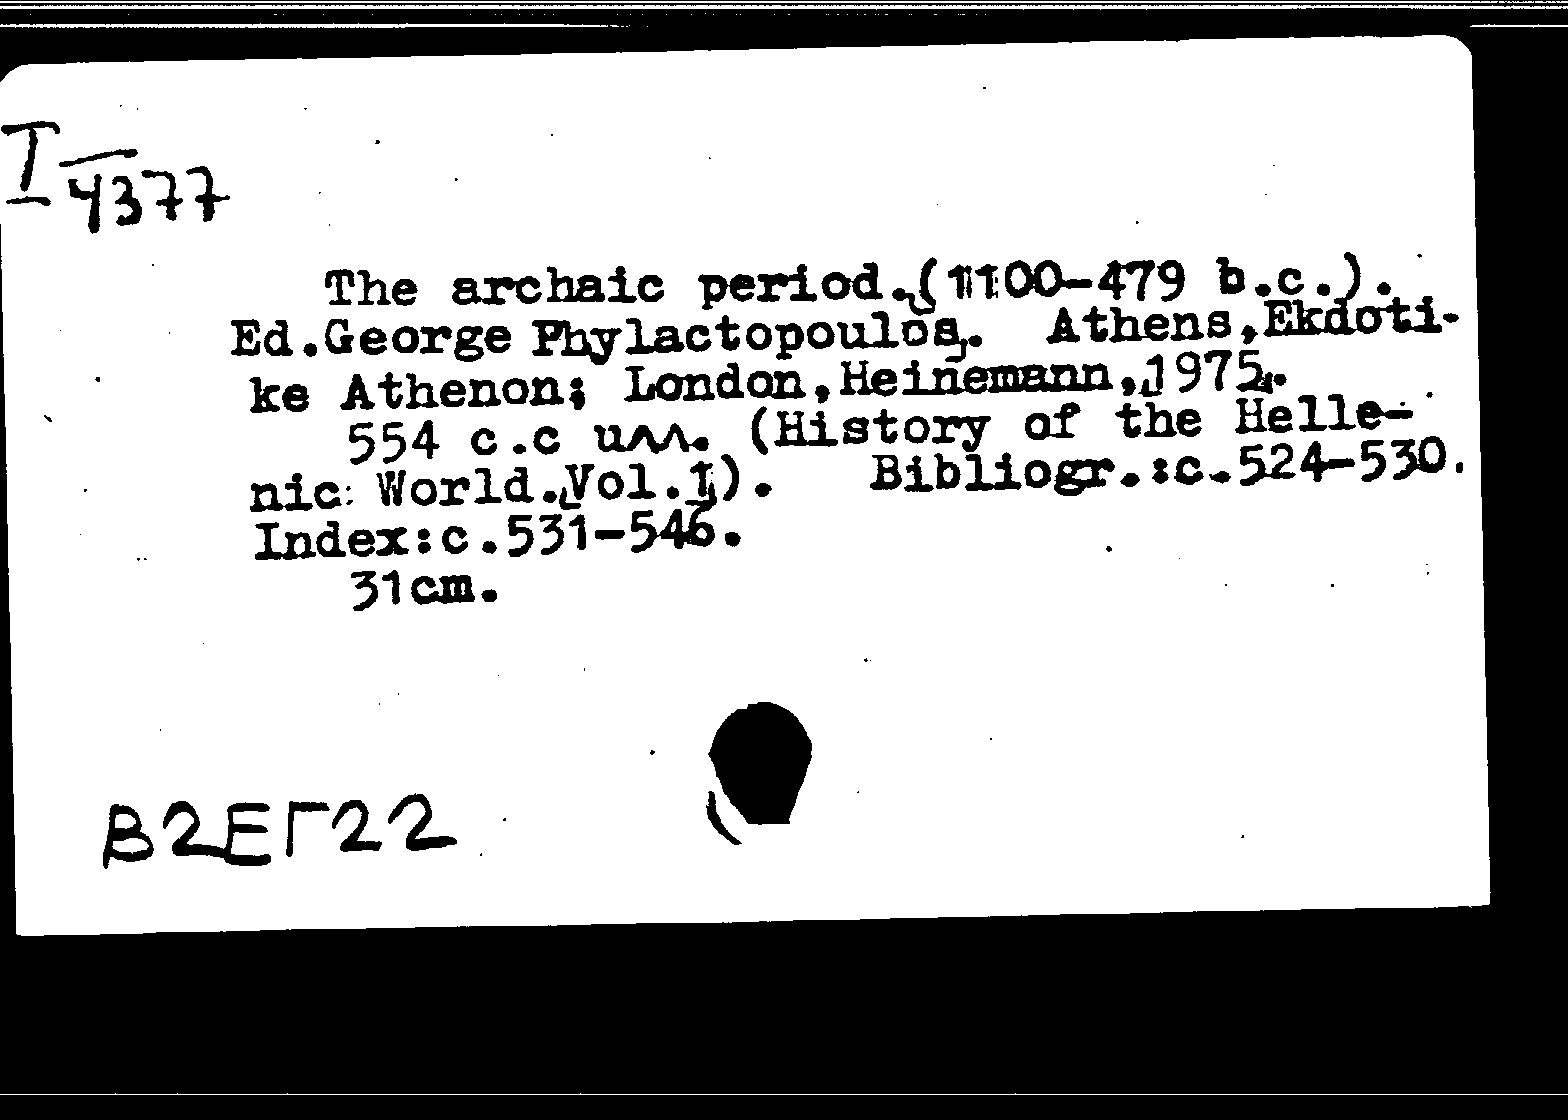 I 4377
The archaic period.(1100-479 b.c.).
Ed.George Phylactopoulos. Athens,Ekdoti-
ke Athenon; London,Heinemann,1975.
554 с.с илл. (History of the Helle-
nic World.Vol.1). Bibliogr.:c.524-530.
Index:c.531-546.
31cm.
В2ЕГ22